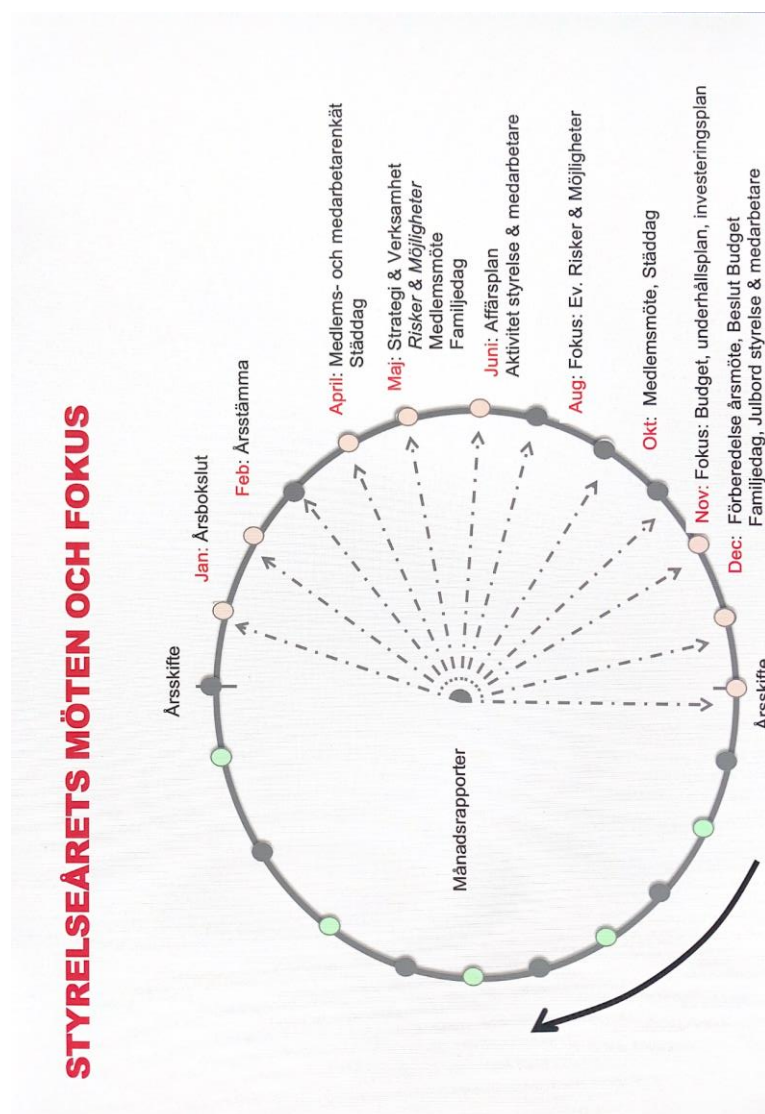 STYRELSEÅRETS MÖTEN OCH FOKUS
Årsskifte
Jan: Årsbokslut
Feb: Årsstämma
April: Medlems- och medarbetarenkät
Städdag
Maj: Strategi & Verksamhet
Risker & Möjligheter
Medlemsmöte
Familjedag
Juni: Affärsplan
Aktivitet styrelse & medarbetare
Aug: Fokus: Ev. Risker & Möjligheter
Okt: Medlemsmöte, Städdag
Nov: Fokus: Budget, underhållsplan, investeringsplan
Dec: Förberedelse årsmöte, Beslut Budget
Familjedag, Julbord styrelse & medarbetare
Årsskifte
Månadsrapporter